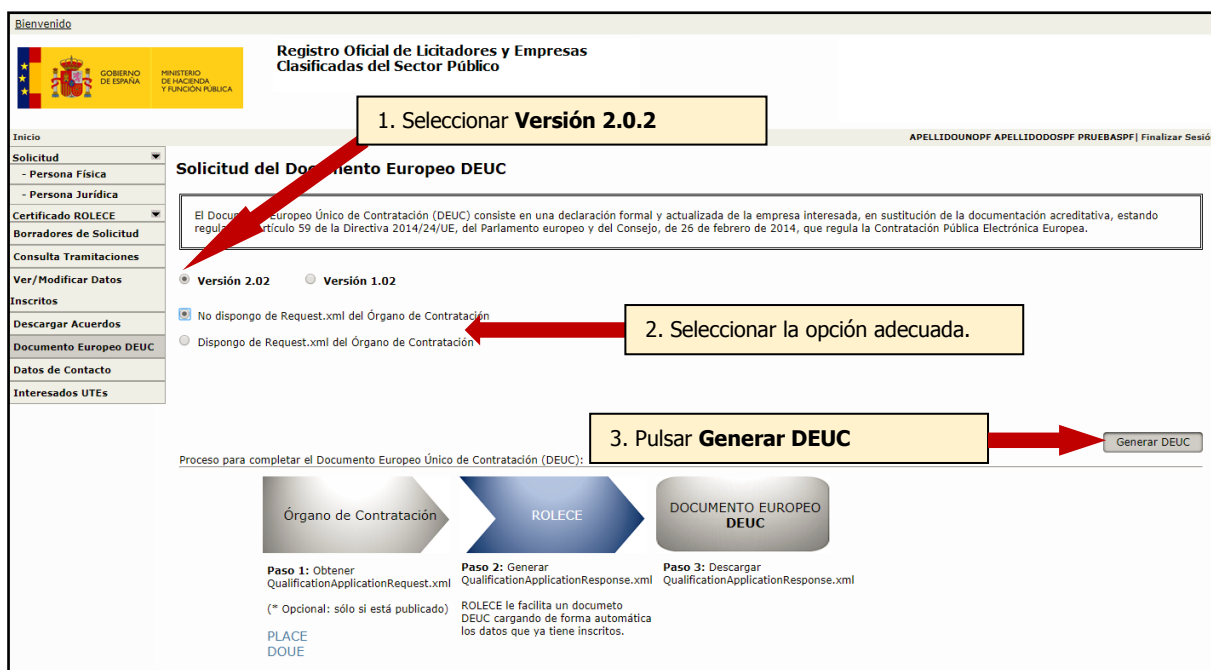 Bienvenido
GOBIERNO
DE ESPAÑA
MINISTERIO
DE HACIENDA
Y FUNCIÓN PÚBLICA
Registro Oficial de Licitadores y Empresas
Clasificadas del Sector Público
1. Seleccionar Versión 2.0.2
Inicio
APELLIDOUNOPF APELLIDODOSPF PRUEBASPF| Finalizar Sesió
Solicitud
- Persona Física
- Persona Jurídica
Certificado ROLECE
Borradores de Solicitud
Consulta Tramitaciones
Ver/Modificar Datos
Inscritos
Descargar Acuerdos
Documento Europeo DEUC
Datos de Contacto
Interesados UTEs
Solicitud del Do mento Europeo DEUC
El Docu Europeo Único de Contratación (DEUC) consiste en una declaración formal y actualizada de la empresa interesada, en sustitución de la documentación acreditativa, estando
regula rtículo 59 de la Directiva 2014/24/UE, del Parlamento europeo y del Consejo, de 26 de febrero de 2014, que regula la Contratación Pública Electrónica Europea.
Versión 2.02 Versión 1.02
No dispongo de Request.xml del Órgano de Contratación
Dispongo de Request.xml del Órgano de Contratación
2. Seleccionar la opción adecuada.
3. Pulsar Generar DEUC
Generar DEUC
Proceso para completar el Documento Europeo Único de Contratación (DEUC):
Órgano de Contratación
ROLECE
DOCUMENTO EUROPEO
DEUC
Paso 1: Obtener
QualificationApplicationRequest.xml
(* Opcional: sólo si está publicado)
PLACE
DOUE
Paso 2: Generar
QualificationApplicationResponse.xml
ROLECE le facilita un documeto
DEUC cargando de forma automática
los datos que ya tiene inscritos.
Paso 3: Descargar
QualificationApplicationResponse.xml